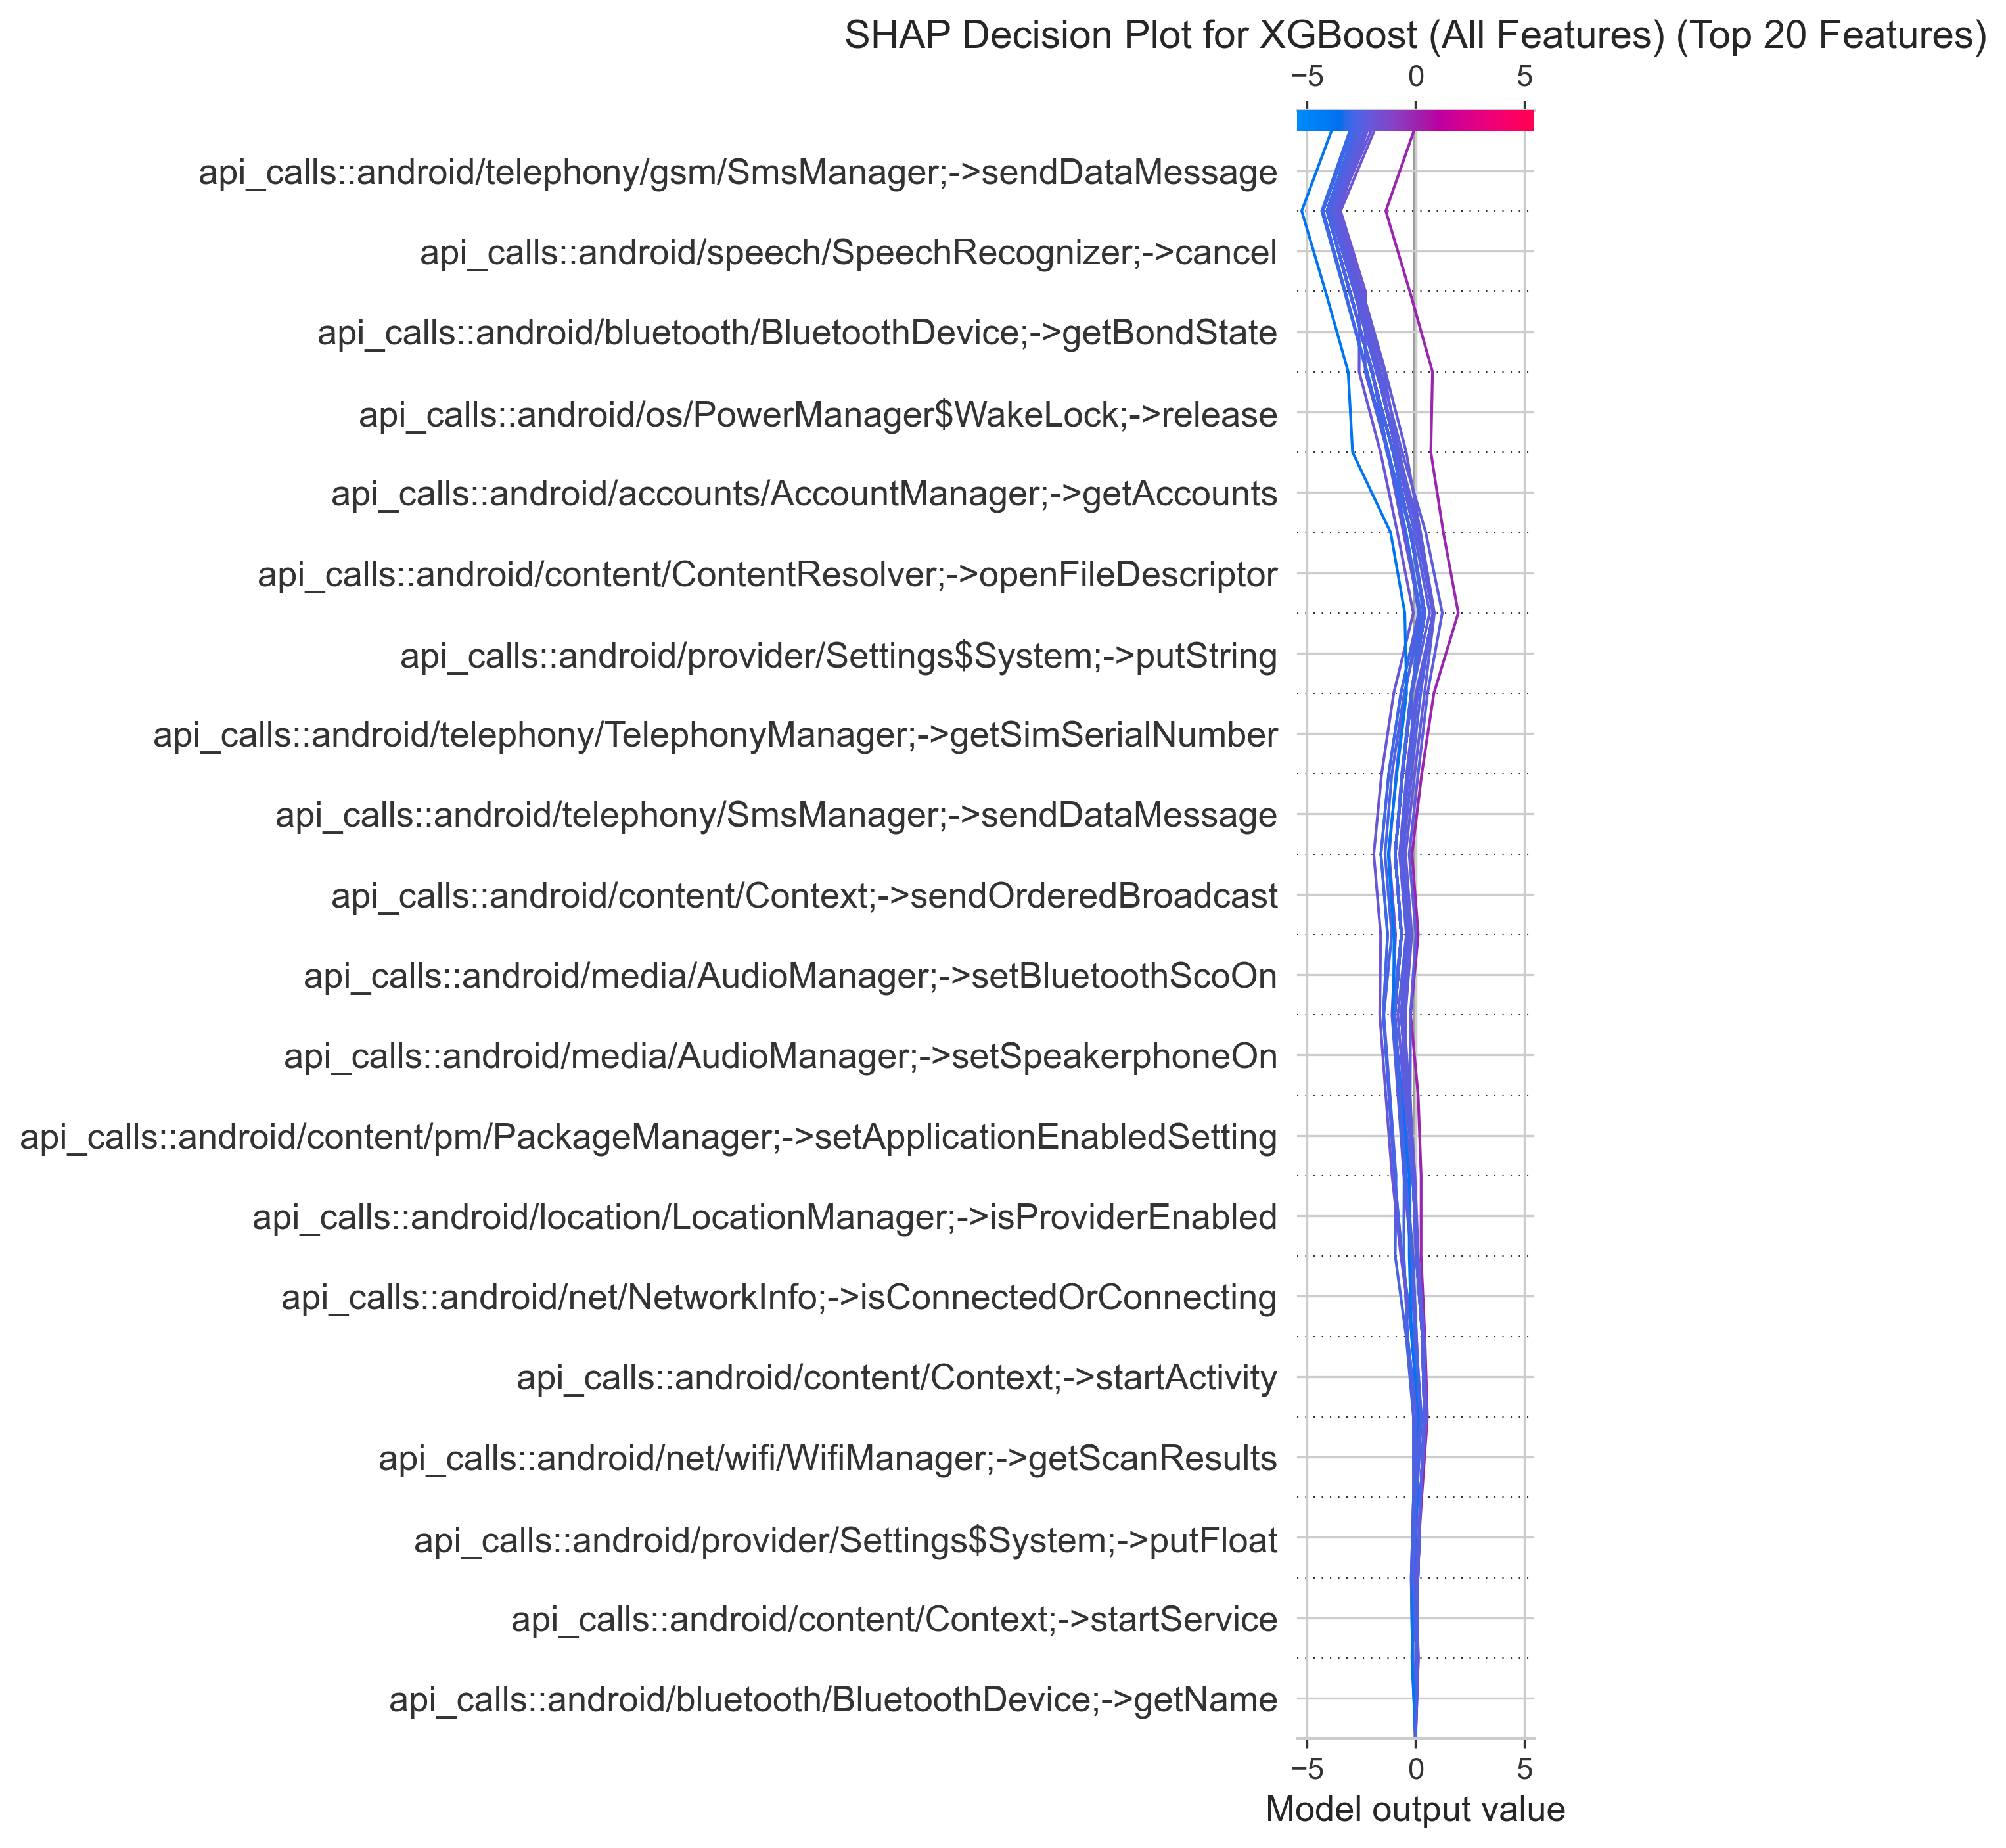 SHAP Decision Plot for XGBoost (All Features) (Top 20 Features)
−5 0 5
api_calls::android/telephony/gsm/SmsManager;->sendDataMessage
api_calls::android/speech/SpeechRecognizer;->cancel
api_calls::android/bluetooth/BluetoothDevice;->getBondState
api_calls::android/os/PowerManager$WakeLock;->release
api_calls::android/accounts/AccountManager;->getAccounts
api_calls::android/content/ContentResolver;->openFileDescriptor
api_calls::android/provider/Settings$System;->putString
api_calls::android/telephony/TelephonyManager;->getSimSerialNumber
api_calls::android/telephony/SmsManager;->sendDataMessage
api_calls::android/content/Context;->sendOrderedBroadcast
api_calls::android/media/AudioManager;->setBluetoothScoOn
api_calls::android/media/AudioManager;->setSpeakerphoneOn
api_calls::android/content/pm/PackageManager;->setApplicationEnabledSetting
api_calls::android/location/LocationManager;->isProviderEnabled
api_calls::android/net/NetworkInfo;->isConnectedOrConnecting
api_calls::android/content/Context;->startActivity
api_calls::android/net/wifi/WifiManager;->getScanResults
api_calls::android/provider/Settings$System;->putFloat
api_calls::android/content/Context;->startService
api_calls::android/bluetooth/BluetoothDevice;->getName
−5 0 5
Model output value